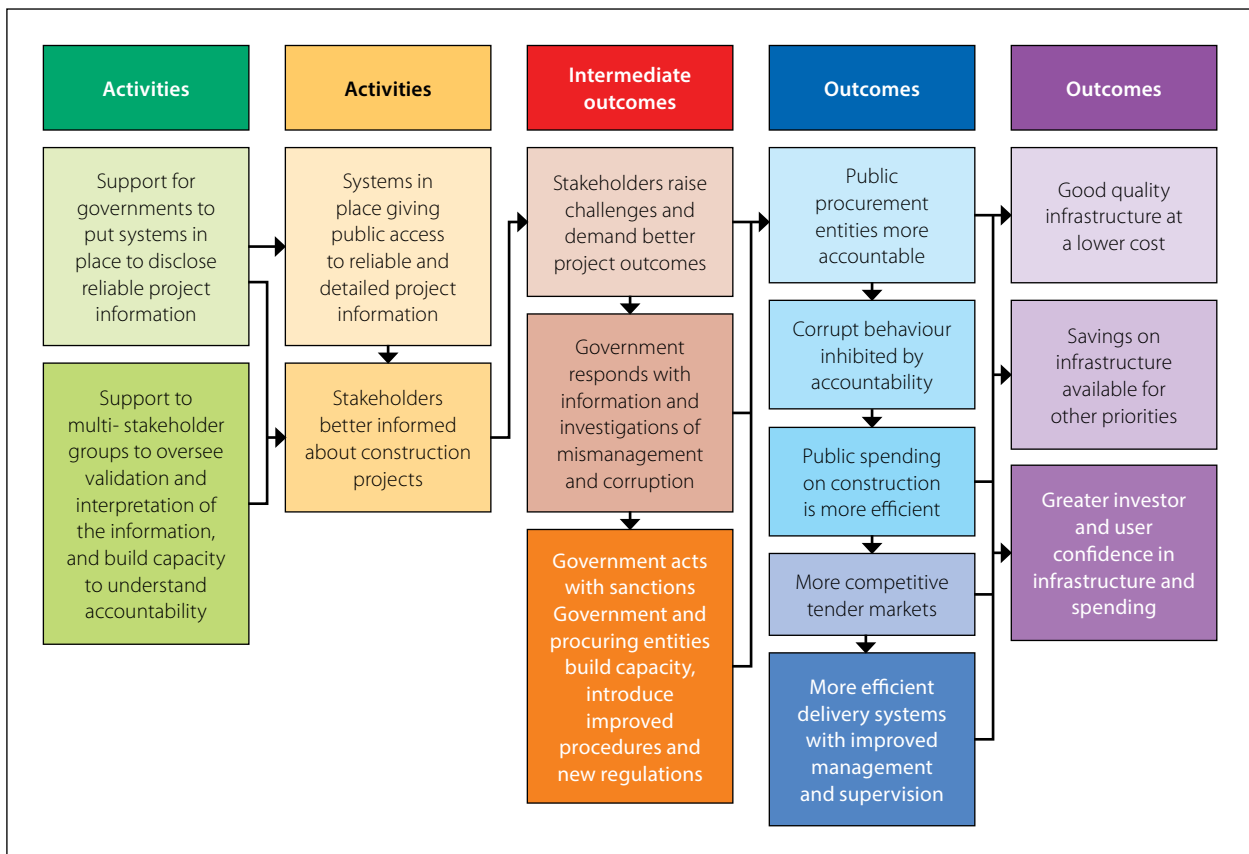 Activities
Support for
governments to
put systems in
place to disclose
reliable project
information
Support to
multi- stakeholder
groups to oversee
validation and
interpretation of
the information,
and build capacity
to understand
accountability
Activities
Systems in
place giving
public access
to reliable and
detailed project
information
Stakeholders
better informed
about construction
projects
Intermediate
outcomes
Stakeholders raise
challenges and
demand better
project outcomes
Government
responds with
information and
investigations of
mismanagement
and corruption
Government acts
with sanctions
Government and
procuring entities
build capacity,
introduce
improved
procedures and
new regulations
Outcomes
Public
procurement
entities more
accountable
Corrupt behaviour
inhibited by
accountability
Public spending
on construction
is more efficient
More competitive
tender markets
More efficient
delivery systems
with improved
management
and supervision
Outcomes
Good quality
infrastructure at
a lower cost
Savings on
infrastructure
available for
other priorities
Greater investor
and user
confidence in
infrastructure and
spending